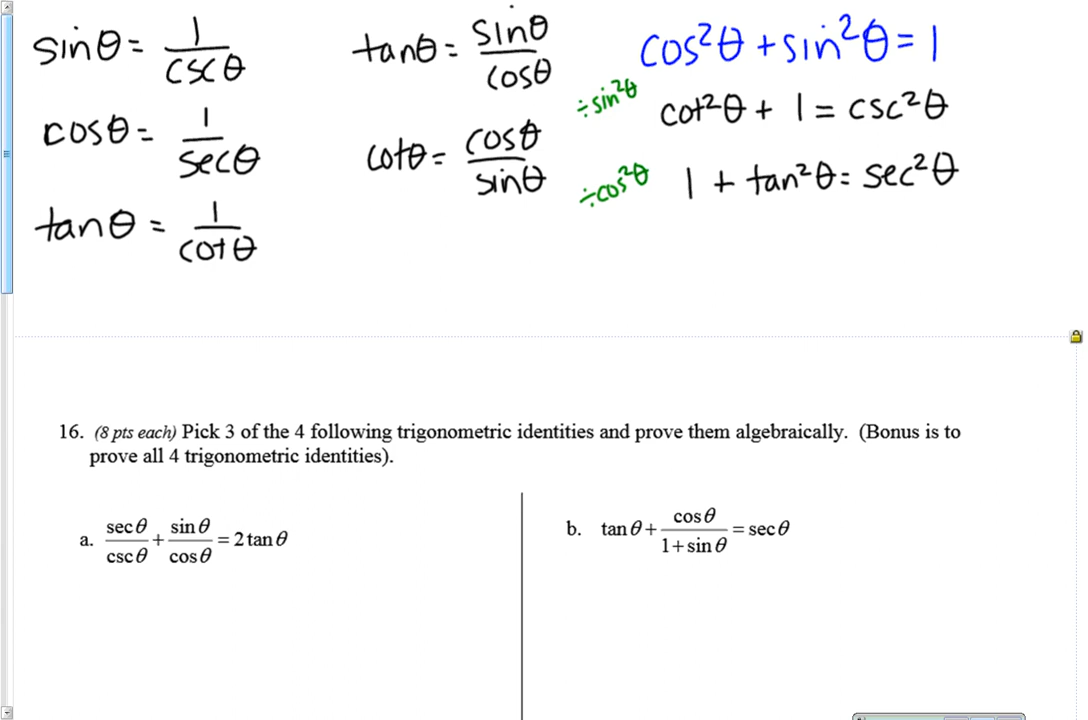 sinθ = 1/cscθ
cosθ = 1/secθ
tanθ = 1/cotθ
tanθ = sinθ/cosθ
cotθ = cosθ/sinθ
cos²θ + sin²θ = 1
÷sin²θ cot²θ + 1 = csc²θ
÷cos²θ 1 + tan²θ = sec²θ
16. (8 pts each) Pick 3 of the 4 following trigonometric identities and prove them algebraically. (Bonus is to
prove all 4 trigonometric identities).
a. secθ/cscθ + sinθ/cosθ = 2 tanθ
b. tanθ + cosθ/(1+sinθ) = secθ